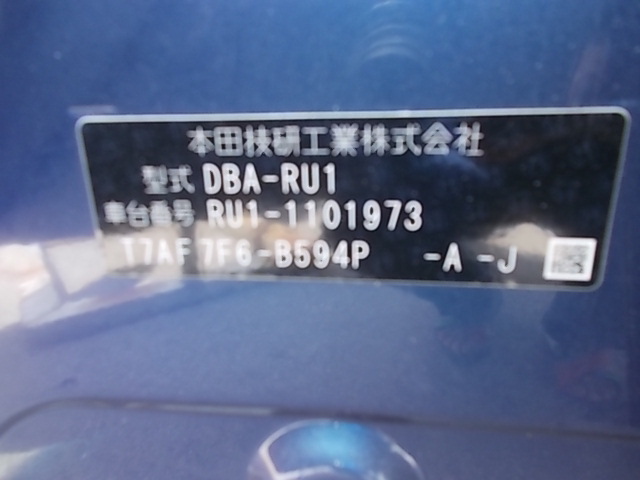 本田技研工業株式会社
型式 DBA-RU1
車台番号 RU1-1101973
T7AF7F6-B594P -A -J